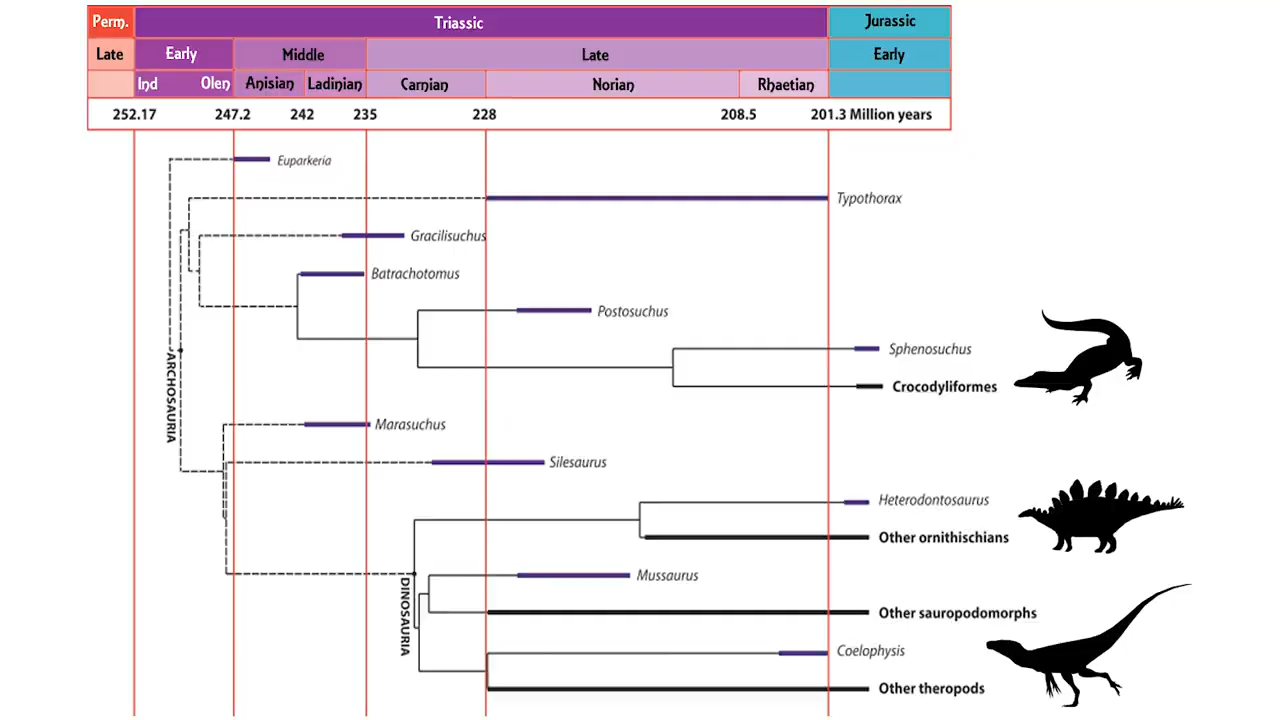 Perm. Triassic Jurassic
Late Early Middle Late Early
Ind Olen Anisian Ladinian Carnian Norian Rhaetian
252.17 247.2 242 235 228 208.5 201.3 Million years
Euparkeria
Typothorax
Gracilisuchus
Batrachotomus
Postosuchus
Sphenosuchus
ARCHOSAURIA
Crocodyliformes
Marasuchus
Silesaurus
Heterodontosaurus
Other ornithischians
Mussaurus
DINOSAURIA
Other sauropodomorphs
Coelophysis
Other theropods